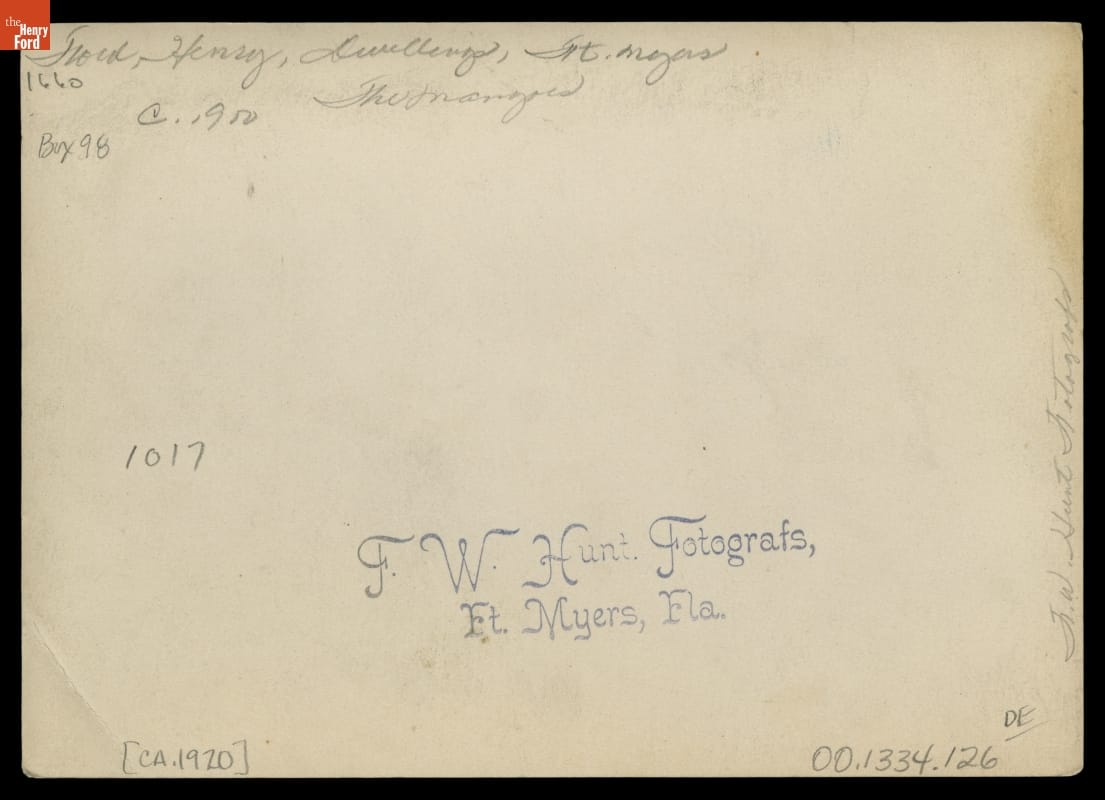 the
Henry
Ford
Ford, Henry, Dwellings, Ft. Myers
1660
The Mangoes
C. 1900
Box 98
1017
F. W. Hunt. Fotografs,
Ft. Myers, Fla.
F.W. Hunt Fotografs
DE
[CA.1920]
00.1334.126